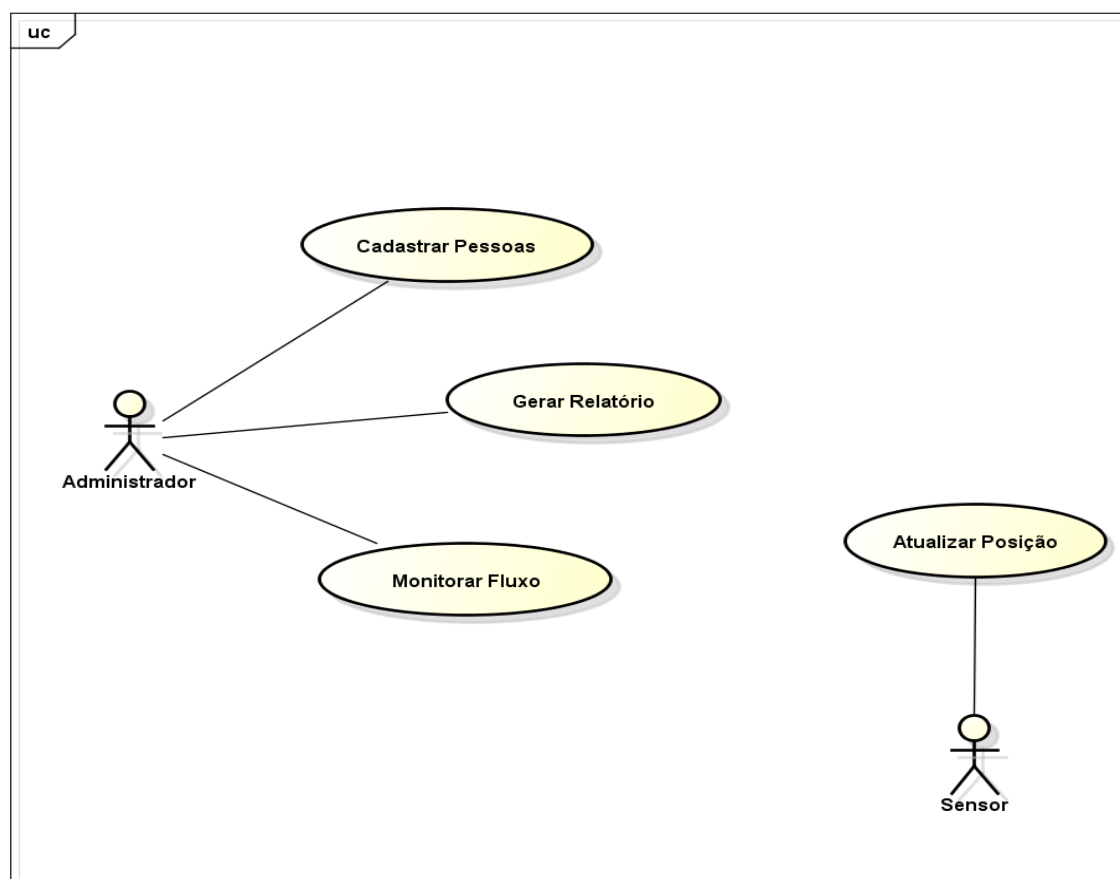 uc
Cadastrar Pessoas
Gerar Relatório
Administrador
Monitorar Fluxo
Atualizar Posição
Sensor